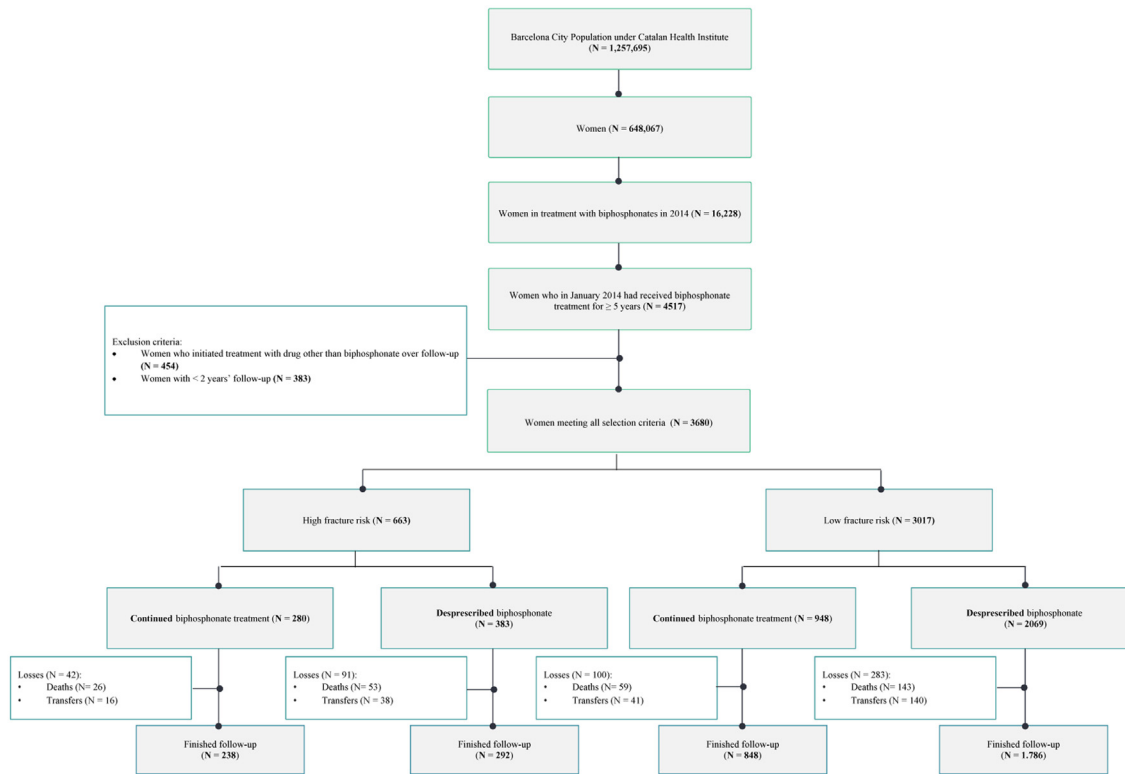 Barcelona City Population under Catalan Health Institute
(N = 1,257,695)
Women (N = 648,067)
Women in treatment with biphosphonates in 2014 (N = 16,228)
Women who in January 2014 had received biphosphonate
treatment for ≥ 5 years (N = 4517)
Exclusion criteria:
• Women who initiated treatment with drug other than biphosphonate over follow-up
(N = 454)
• Women with < 2 years’ follow-up (N = 383)
Women meeting all selection criteria (N = 3680)
High fracture risk (N = 663)
Low fracture risk (N = 3017)
Continued biphosphonate treatment (N = 280)
Desprescribed biphosphonate
(N = 383)
Continued biphosphonate treatment (N = 948)
Desprescribed biphosphonate
(N = 2069)
Losses (N = 42):
• Deaths (N= 26)
• Transfers (N = 16)
Losses (N = 91):
• Deaths (N= 53)
• Transfers (N = 38)
Losses (N = 100):
• Deaths (N= 59)
• Transfers (N = 41)
Losses (N = 283):
• Deaths (N= 143)
• Transfers (N = 140)
Finished follow-up
(N = 238)
Finished follow-up
(N = 292)
Finished follow-up
(N = 848)
Finished follow-up
(N = 1.786)